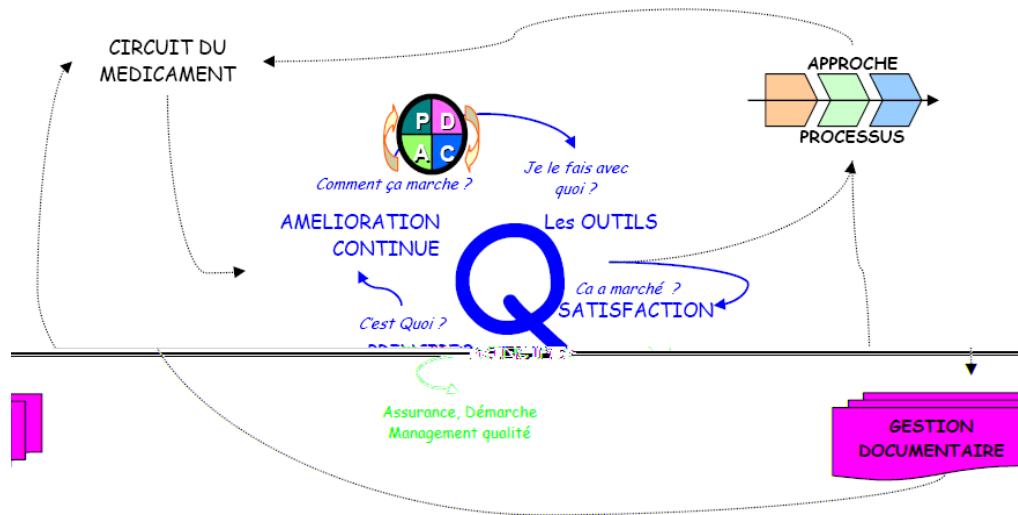 CIRCUIT DU
MEDICAMENT
APPROCHE
PROCESSUS
P D
A C
Comment ça marche ?
Je le fais avec
quoi ?
AMELIORATION
CONTINUE
Les OUTILS
Q
Ca a marché ?
SATISFACTION
C'est Quoi ?
Assurance, Démarche
Management qualité
GESTION
DOCUMENTAIRE